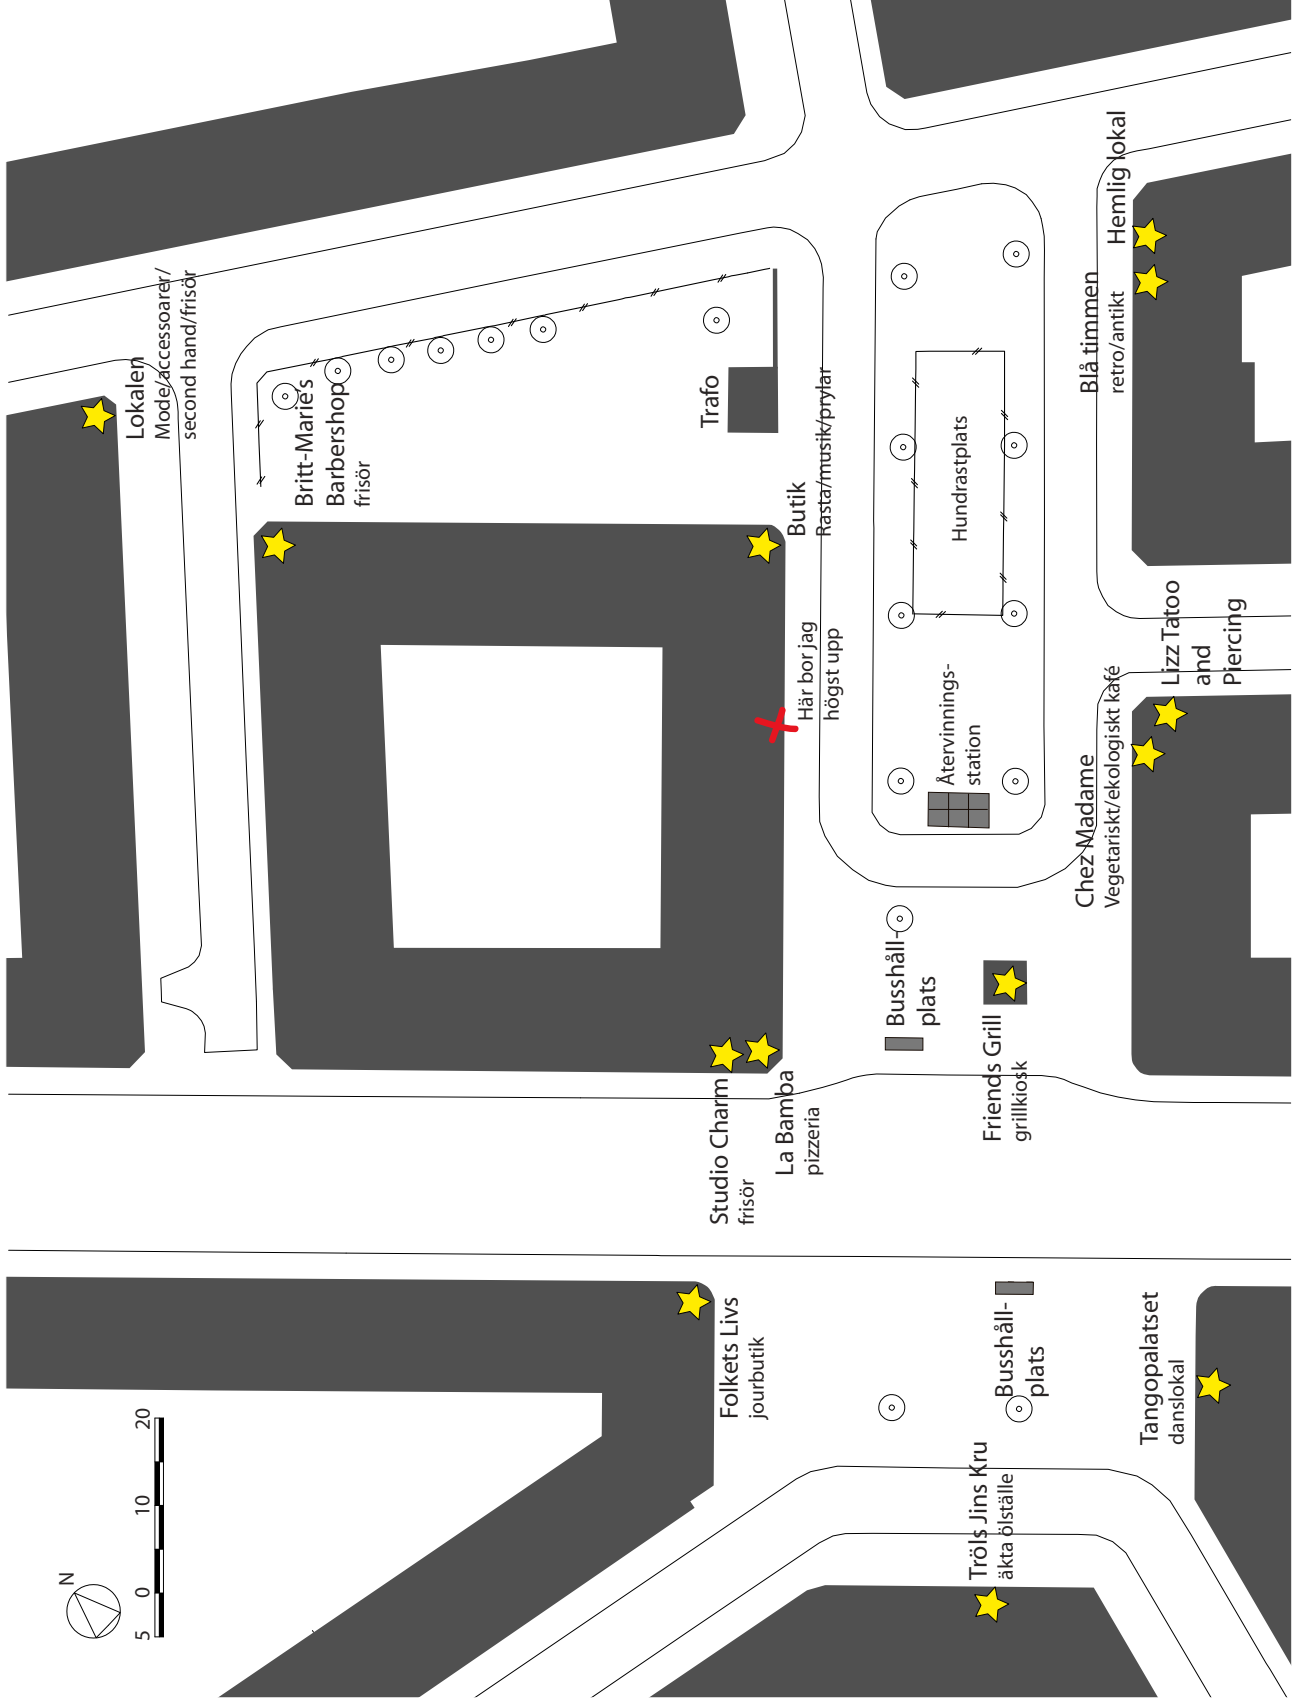 Lokalen
Mode/accessoarer/
second hand/frisör
Britt-Marie's
Barbershop
frisör
Trafo
Butik
Rasta/musik/prylar
Här bor jag
högst upp
Hundrastplats
Återvinnings-
station
Hemlig lokal
Blå timmen
retro/antikt
Lizz Tatoo
and
Piercing
Chez Madame
Vegetariskt/ekologiskt kafé
Busshåll-
plats
Friends Grill
grillkiosk
Studio Charm
frisör
La Bamba
pizzeria
Folkets Livs
jourbutik
Busshåll-
plats
Tangopalatset
danslokal
Tröls Jins Kru
äkta ölställe
N
5 0 10 20